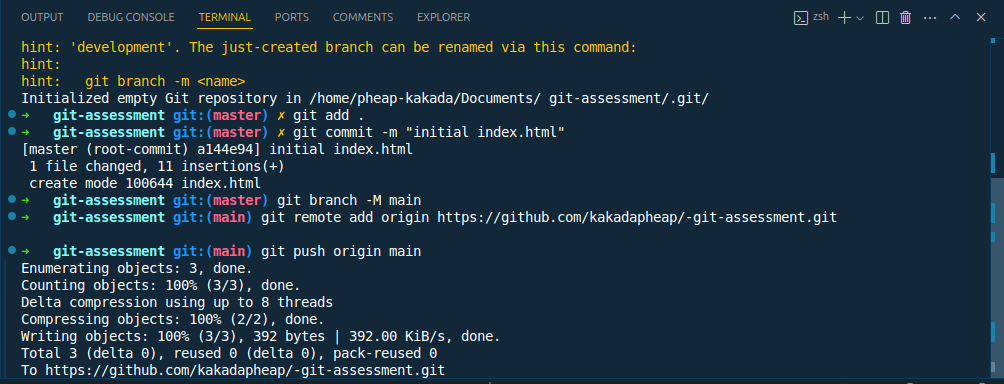 OUTPUT DEBUG CONSOLE TERMINAL PORTS COMMENTS EXPLORER zsh
hint: 'development'. The just-created branch can be renamed via this command:
hint:
hint:   git branch -m <name>
Initialized empty Git repository in /home/pheap-kakada/Documents/ git-assessment/.git/
➜   git-assessment git:(master) ✗ git add .
➜   git-assessment git:(master) ✗ git commit -m "initial index.html"
[master (root-commit) a144e94] initial index.html
 1 file changed, 11 insertions(+)
 create mode 100644 index.html
➜   git-assessment git:(master) git branch -M main
➜   git-assessment git:(main) git remote add origin https://github.com/kakadapheap/-git-assessment.git
➜   git-assessment git:(main) git push origin main
Enumerating objects: 3, done.
Counting objects: 100% (3/3), done.
Delta compression using up to 8 threads
Compressing objects: 100% (2/2), done.
Writing objects: 100% (3/3), 392 bytes | 392.00 KiB/s, done.
Total 3 (delta 0), reused 0 (delta 0), pack-reused 0
To https://github.com/kakadapheap/-git-assessment.git